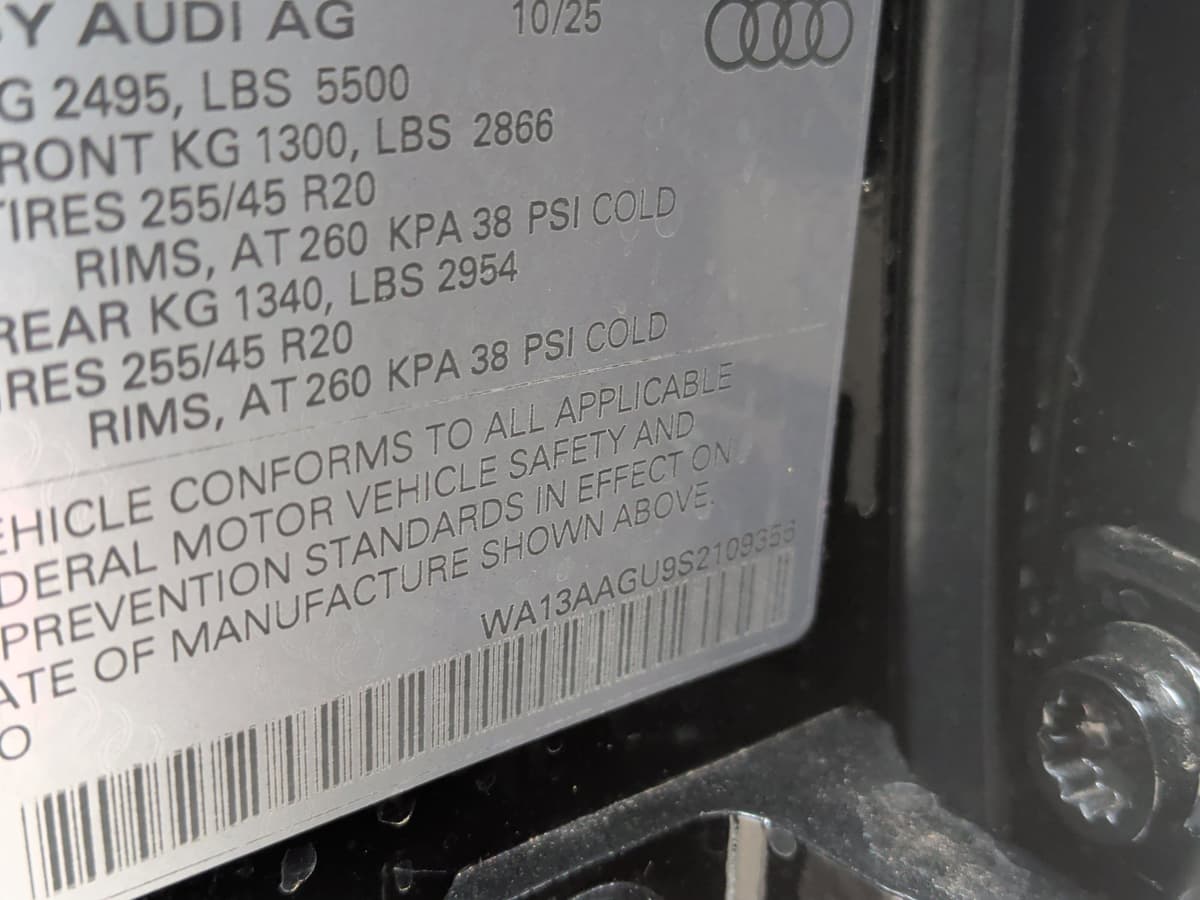 BY AUDI AG 10/25
G 2495, LBS 5500
RONT KG 1300, LBS 2866
TIRES 255/45 R20
RIMS, AT 260 KPA 38 PSI COLD
REAR KG 1340, LBS 2954
IRES 255/45 R20
RIMS, AT 260 KPA 38 PSI COLD
EHICLE CONFORMS TO ALL APPLICABLE
DERAL MOTOR VEHICLE SAFETY AND
PREVENTION STANDARDS IN EFFECT ON
ATE OF MANUFACTURE SHOWN ABOVE.
WA13AAGU9S2109356
O